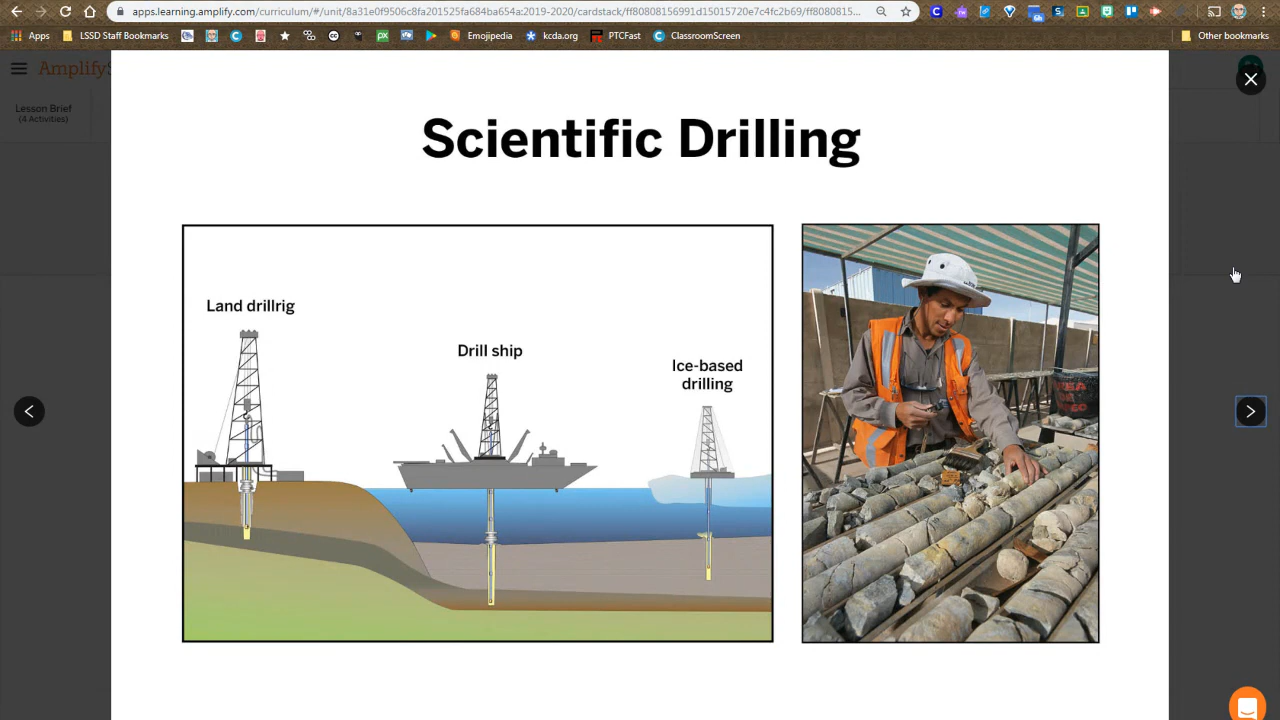 apps.learning.amplify.com/curriculum/#/unit/8a31e0f9506c8fa201525fa684ba654a:2019-2020/cardstack/ff80808156991d15015720e7c4fc2b69/ff8080815...
Apps
LSSD Staff Bookmarks
Emojipedia
kcda.org
PTCFast
ClassroomScreen
Other bookmarks
Amplify
Lesson Brief
(4 Activities)
Scientific Drilling
Land drillrig
Drill ship
Ice-based
drilling